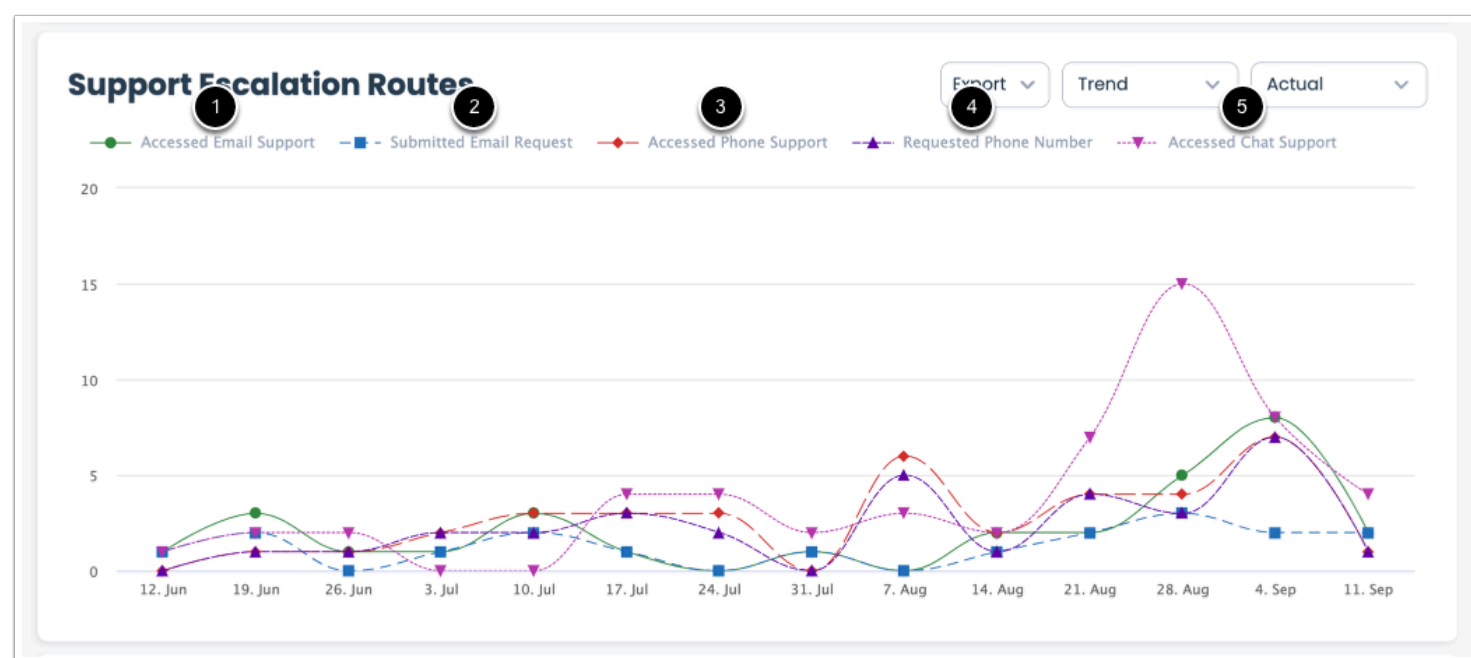 Support Escalation Routes
Export
Trend
Actual
1
2
3
4
5
Accessed Email Support
Submitted Email Request
Accessed Phone Support
Requested Phone Number
Accessed Chat Support
20
15
10
5
0
12. Jun
19. Jun
26. Jun
3. Jul
10. Jul
17. Jul
24. Jul
31. Jul
7. Aug
14. Aug
21. Aug
28. Aug
4. Sep
11. Sep